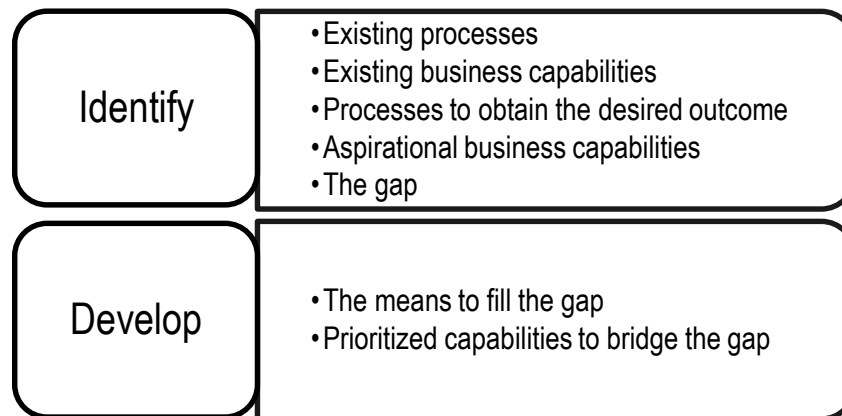 Identify
•Existing processes
•Existing business capabilities
•Processes to obtain the desired outcome
•Aspirational business capabilities
•The gap
Develop
•The means to fill the gap
•Prioritized capabilities to bridge the gap